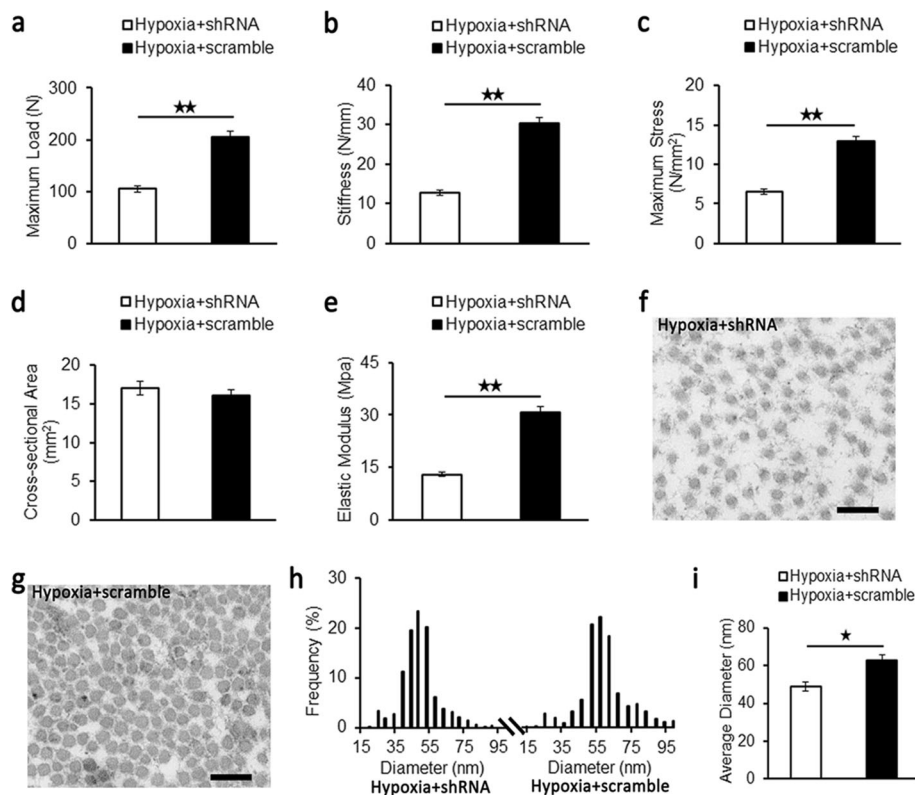 a
Hypoxia+shRNA
Hypoxia+scramble
Maximum Load (N)
300
200
100
0
★★
b
Hypoxia+shRNA
Hypoxia+scramble
Stiffness (N/mm)
40
30
20
10
0
★★
c
Hypoxia+shRNA
Hypoxia+scramble
Maximum Stress
(N/mm²)
20
15
10
5
0
★★
d
Hypoxia+shRNA
Hypoxia+scramble
Cross-sectional Area
(mm²)
20
15
10
5
0
e
Hypoxia+shRNA
Hypoxia+scramble
Elastic Modulus (Mpa)
45
30
15
0
★★
f
Hypoxia+shRNA
g
Hypoxia+scramble
h
Frequency (%)
30
20
10
0
15 35 55 75 95 15 35 55 75 95
Diameter (nm) Diameter (nm)
Hypoxia+shRNA Hypoxia+scramble
i
Hypoxia+shRNA
Hypoxia+scramble
Average Diameter (nm)
80
60
40
20
0
★